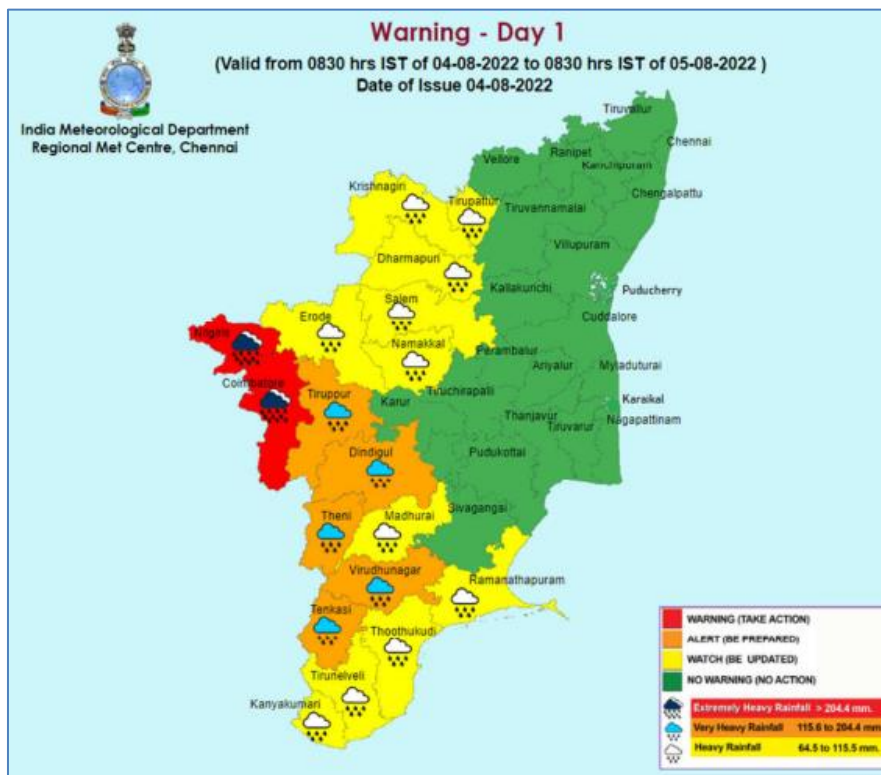 Warning - Day 1
(Valid from 0830 hrs IST of 04-08-2022 to 0830 hrs IST of 05-08-2022 )
Date of Issue 04-08-2022
India Meteorological Department
Regional Met Centre, Chennai
Tiruvallur
Chennai
Ranipet
Vellore
Kanchipuram
Krishnagiri
Tirupattur
Chengalpattu
Tiruvannamalai
Villupuram
Dharmapuri
Kallakurichi
Puducherry
Salem
Cuddalore
Erode
Nilgiris
Namakkal
Perambalur
Ariyalur
Myladuturai
Coimbatore
Tiruppur
Karur
Tiruchirapalli
Karaikal
Thanjavur
Nagapattinam
Tiruvarur
Dindigul
Pudukottai
Theni
Madhurai
Sivagangai
Virudhunagar
Ramanathapuram
Tenkasi
Thoothukudi
Tirunelveli
Kanyakumari
WARNING (TAKE ACTION)
ALERT (BE PREPARED)
WATCH (BE UPDATED)
NO WARNING (NO ACTION)
Extremely Heavy Rainfall > 204.4 mm.
Very Heavy Rainfall 115.6 to 204.4 mm.
Heavy Rainfall 64.5 to 115.5 mm.